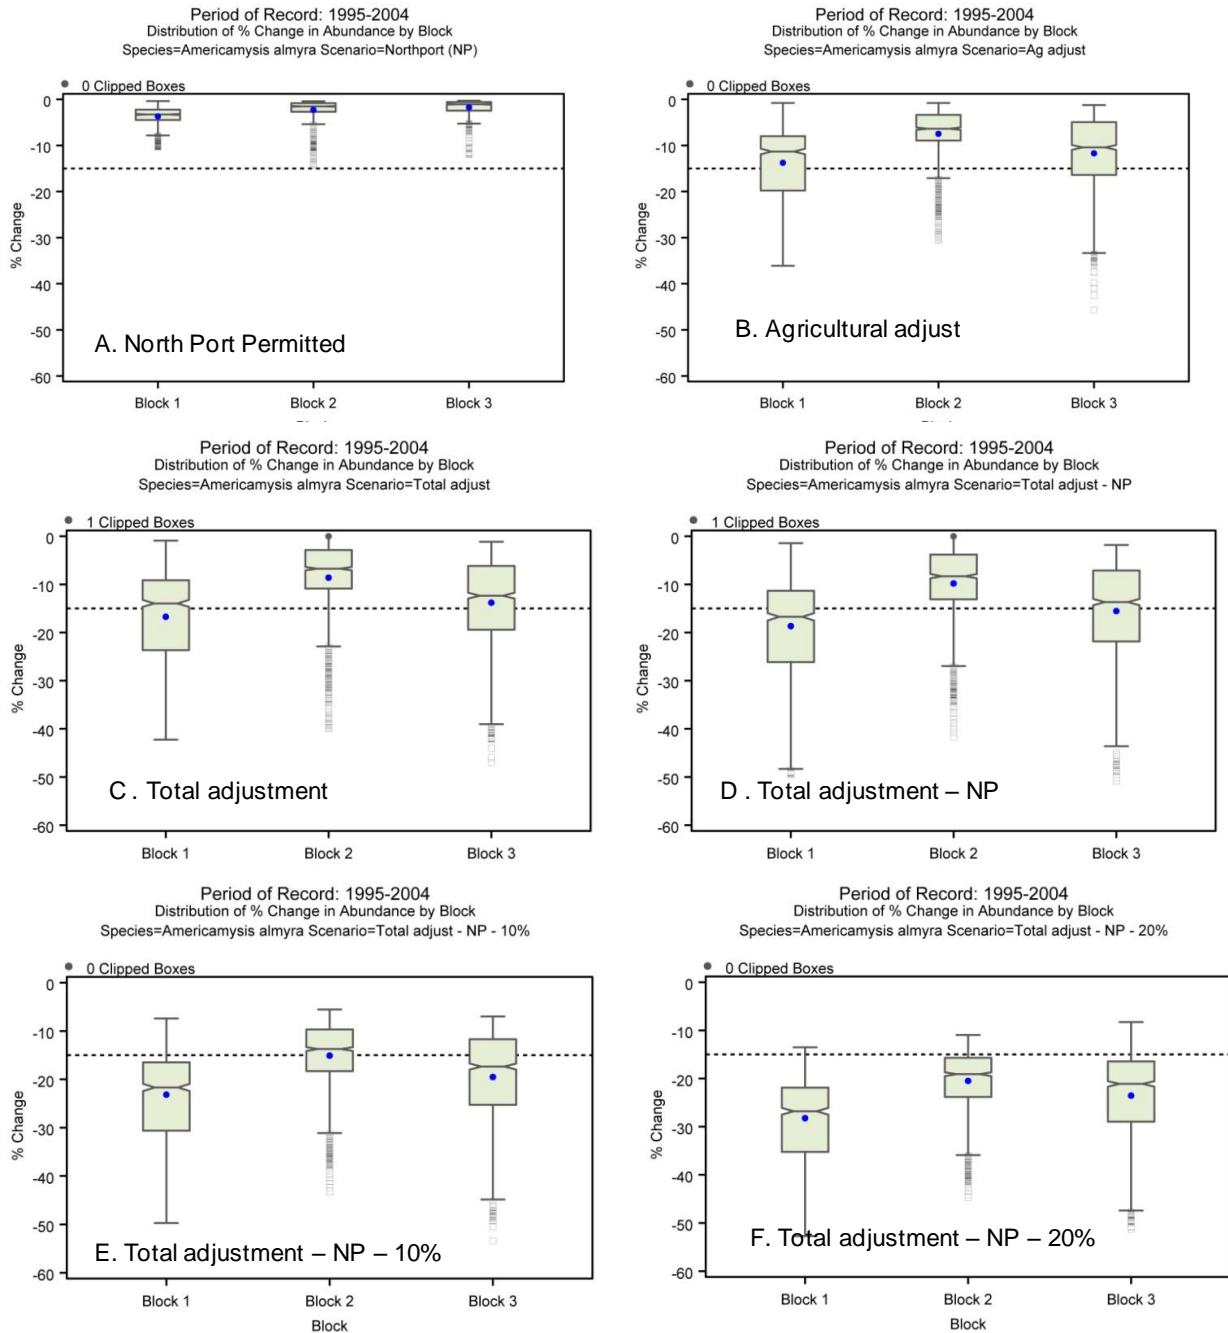 Period of Record: 1995-2004
Distribution of % Change in Abundance by Block
Species=Americamysis almyra Scenario=Northport (NP)
0 Clipped Boxes
0
-10
-20
-30
-40
-50
-60
% Change
A. North Port Permitted
Block 1 Block 2 Block 3
Period of Record: 1995-2004
Distribution of % Change in Abundance by Block
Species=Americamysis almyra Scenario=Ag adjust
0 Clipped Boxes
0
-10
-20
-30
-40
-50
-60
% Change
B. Agricultural adjust
Block 1 Block 2 Block 3
Period of Record: 1995-2004
Distribution of % Change in Abundance by Block
Species=Americamysis almyra Scenario=Total adjust
1 Clipped Boxes
0
-10
-20
-30
-40
-50
-60
% Change
C . Total adjustment
Block 1 Block 2 Block 3
Period of Record: 1995-2004
Distribution of % Change in Abundance by Block
Species=Americamysis almyra Scenario=Total adjust - NP
1 Clipped Boxes
0
-10
-20
-30
-40
-50
-60
% Change
D . Total adjustment – NP
Block 1 Block 2 Block 3
Period of Record: 1995-2004
Distribution of % Change in Abundance by Block
Species=Americamysis almyra Scenario=Total adjust - NP - 10%
0 Clipped Boxes
0
-10
-20
-30
-40
-50
-60
% Change
E. Total adjustment – NP – 10%
Block 1 Block 2 Block 3
Block
Period of Record: 1995-2004
Distribution of % Change in Abundance by Block
Species=Americamysis almyra Scenario=Total adjust - NP - 20%
0 Clipped Boxes
0
-10
-20
-30
-40
-50
-60
% Change
F. Total adjustment – NP – 20%
Block 1 Block 2 Block 3
Block